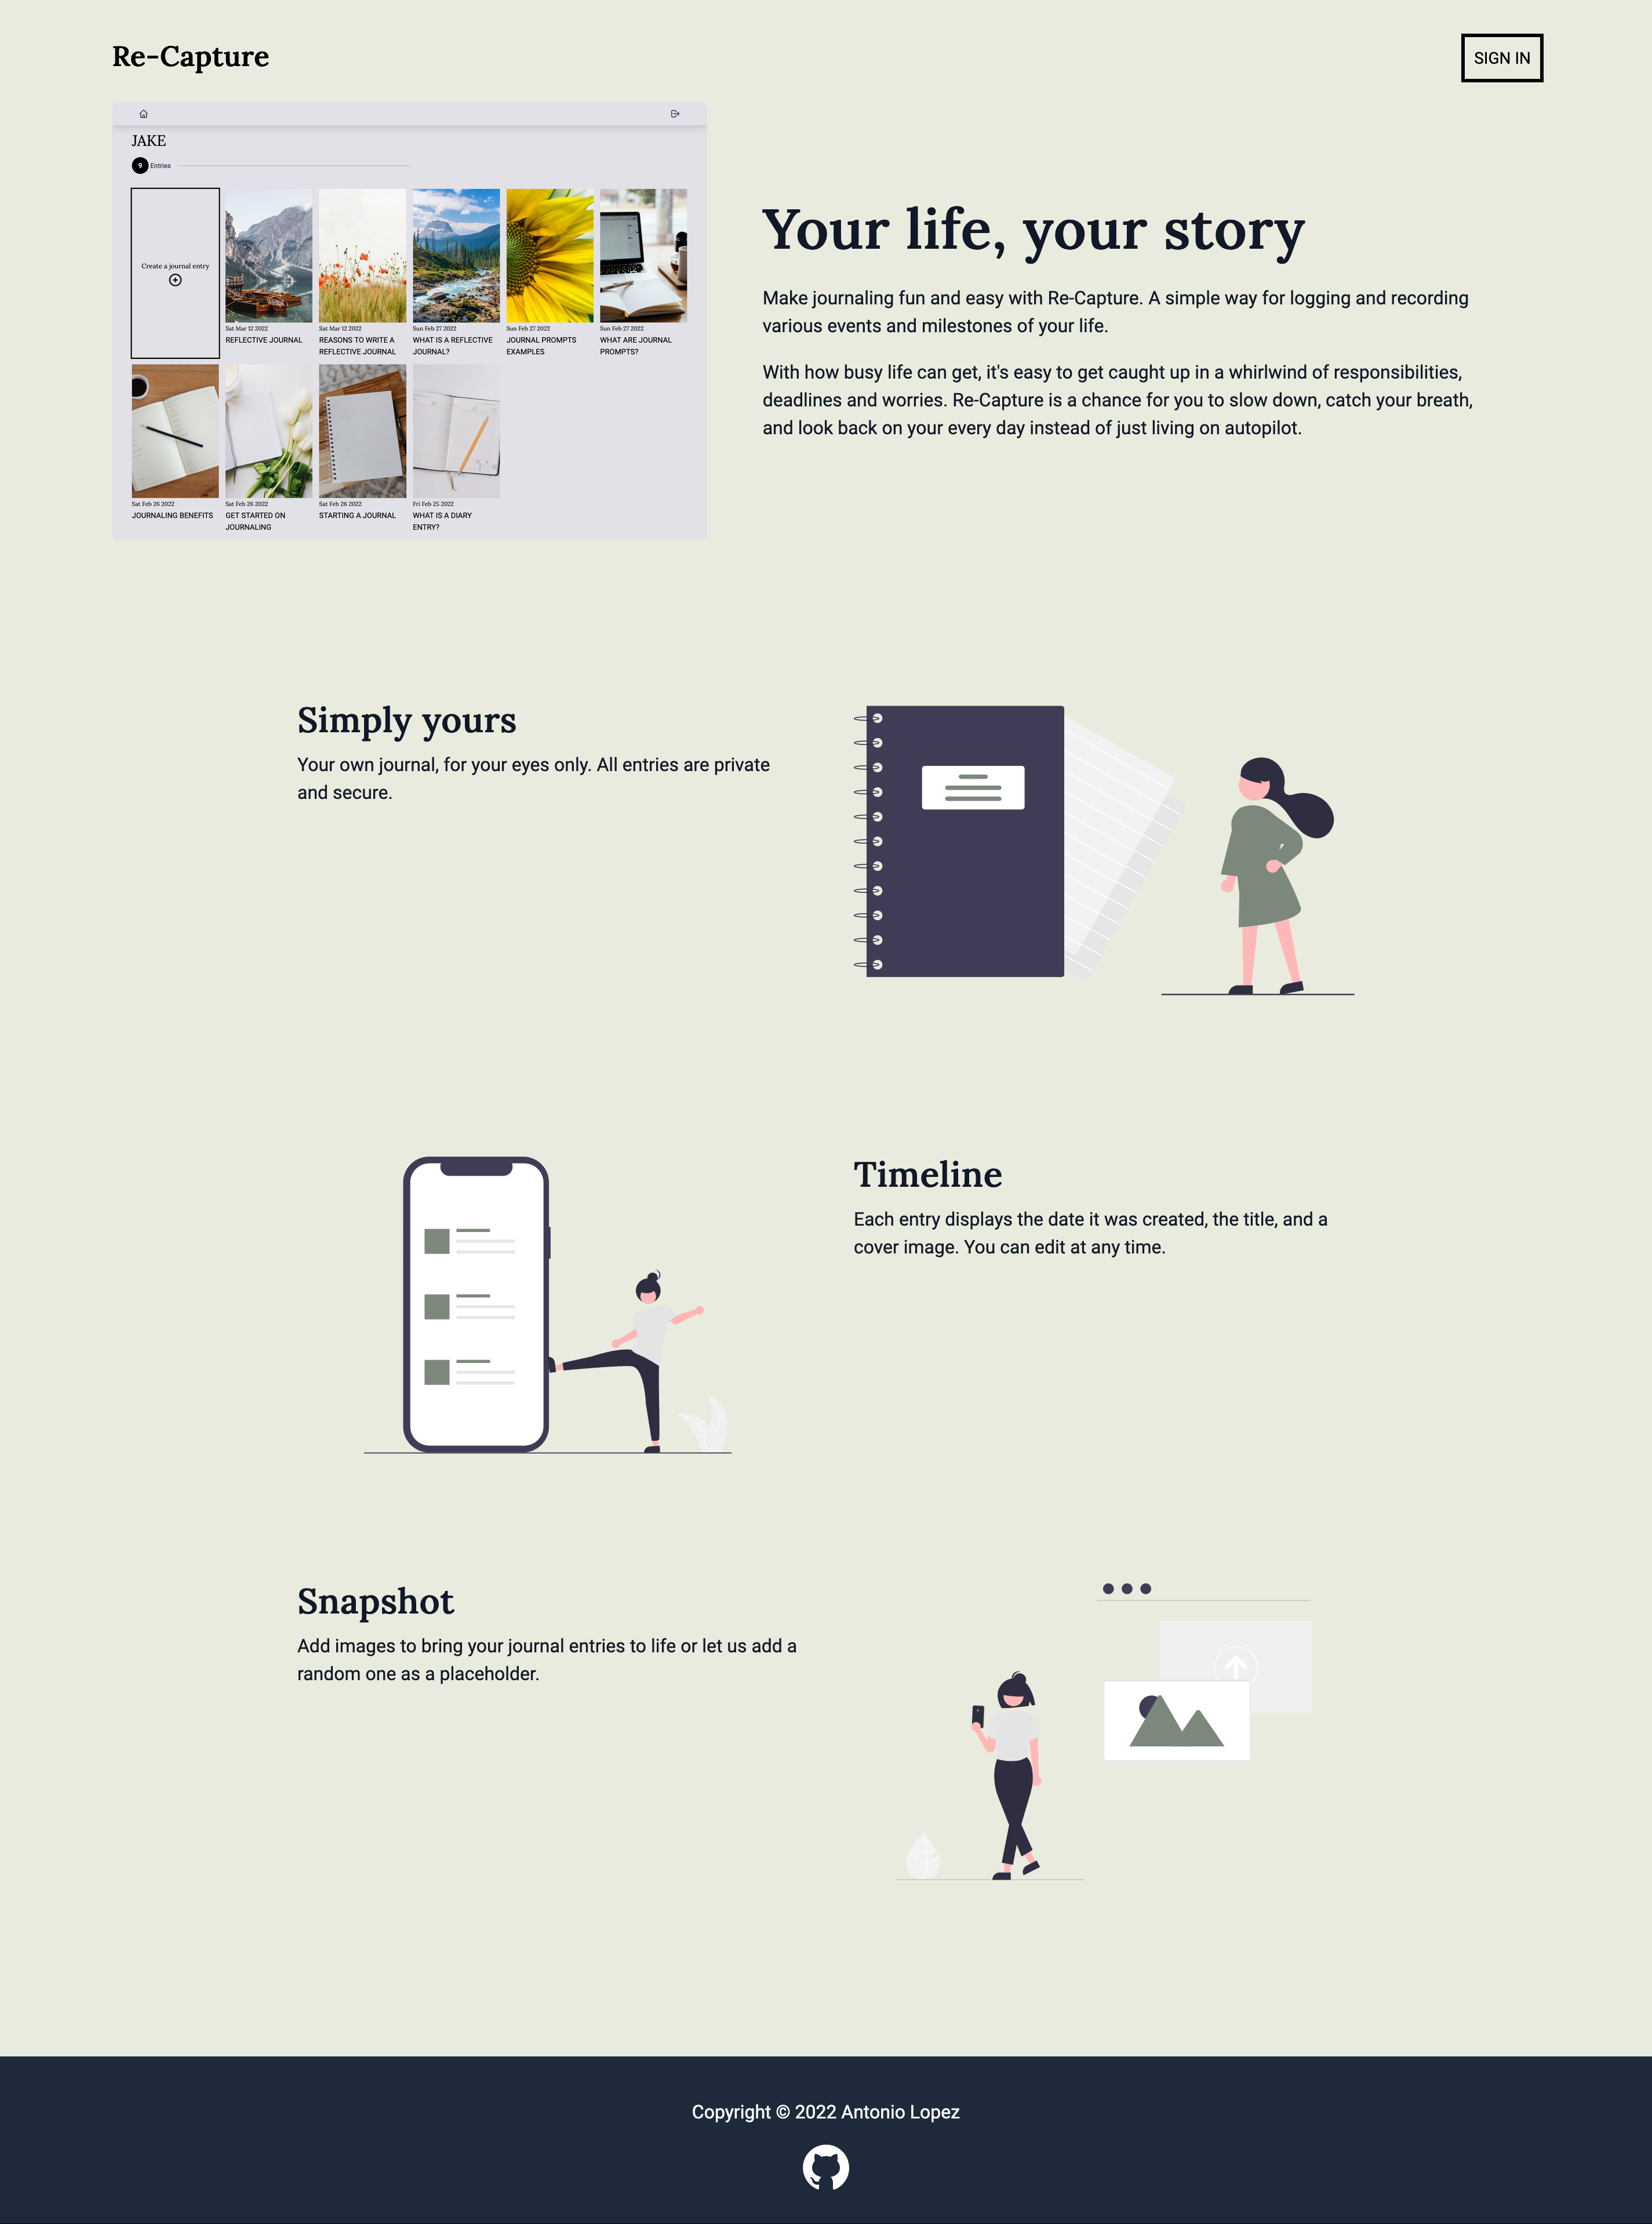 Re-Capture
SIGN IN
JAKE
9 Entries
Create a journal entry
Sat Mar 12 2022
REFLECTIVE JOURNAL
Sat Mar 12 2022
REASONS TO WRITE A
REFLECTIVE JOURNAL
Sun Feb 27 2022
WHAT IS A REFLECTIVE
JOURNAL?
Sun Feb 27 2022
JOURNAL PROMPTS
EXAMPLES
Sun Feb 27 2022
WHAT ARE JOURNAL
PROMPTS?
Sat Feb 26 2022
JOURNALING BENEFITS
Sat Feb 26 2022
GET STARTED ON
JOURNALING
Sat Feb 26 2022
STARTING A JOURNAL
Fri Feb 25 2022
WHAT IS A DIARY
ENTRY?
Your life, your story
Make journaling fun and easy with Re-Capture. A simple way for logging and recording
various events and milestones of your life.
With how busy life can get, it's easy to get caught up in a whirlwind of responsibilities,
deadlines and worries. Re-Capture is a chance for you to slow down, catch your breath,
and look back on your every day instead of just living on autopilot.
Simply yours
Your own journal, for your eyes only. All entries are private
and secure.
Timeline
Each entry displays the date it was created, the title, and a
cover image. You can edit at any time.
Snapshot
Add images to bring your journal entries to life or let us add a
random one as a placeholder.
Copyright © 2022 Antonio Lopez